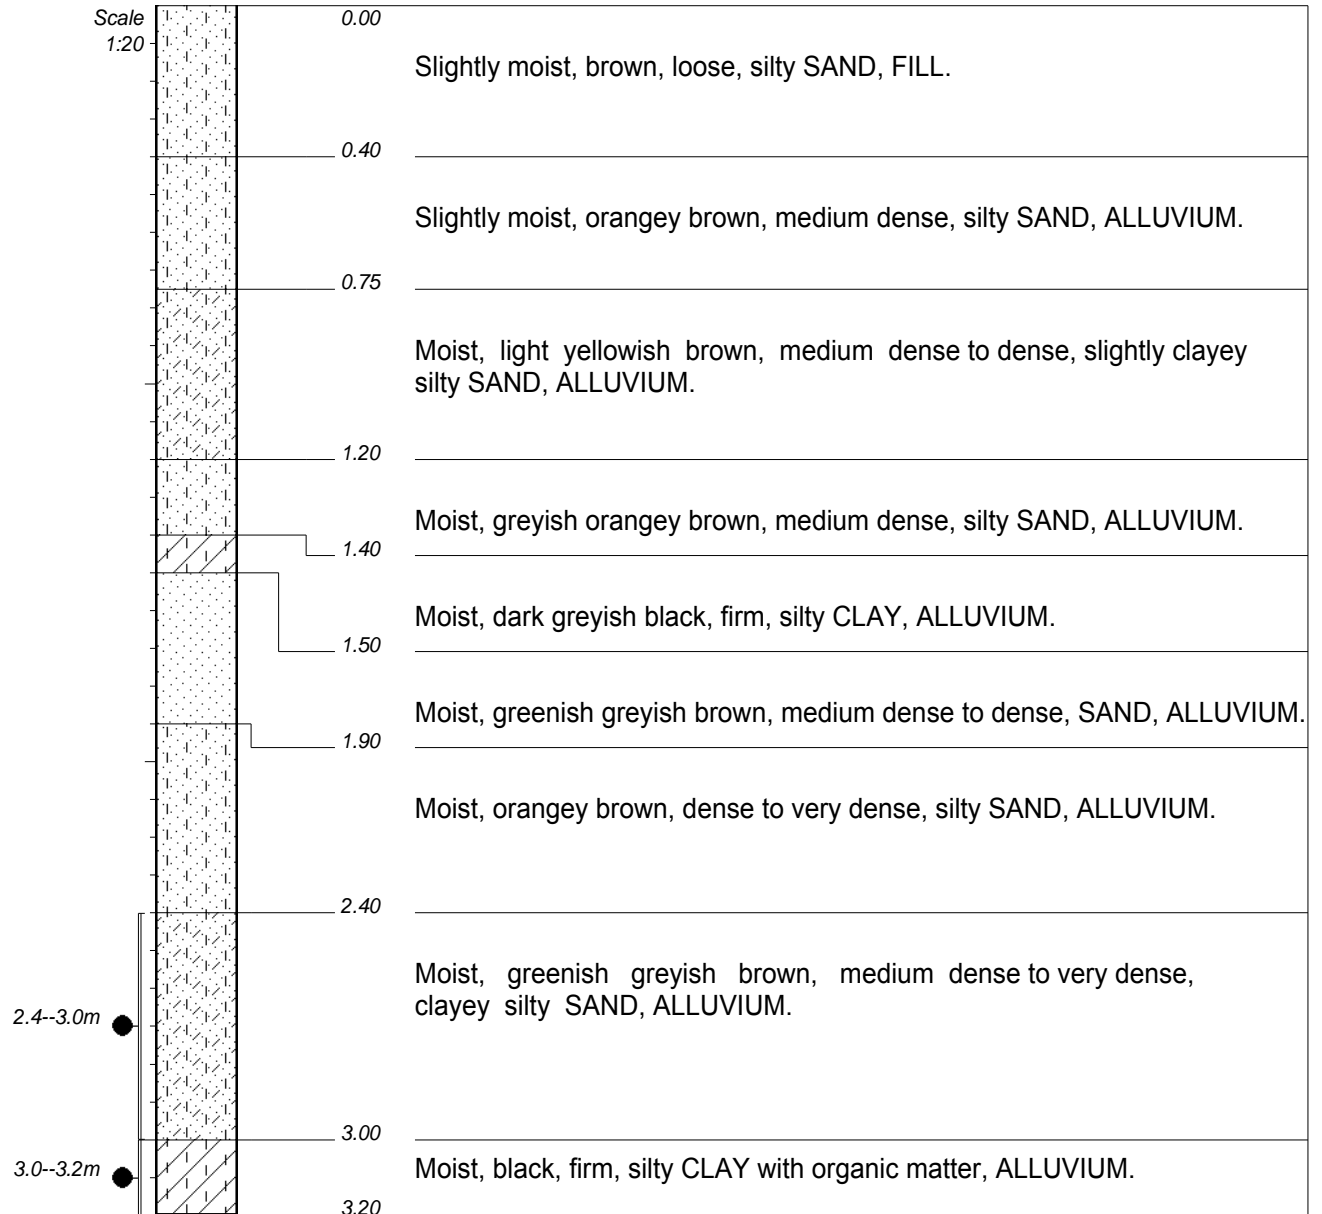 Scale
1:20
0.00
Slightly moist, brown, loose, silty SAND, FILL.
0.40
Slightly moist, orangey brown, medium dense, silty SAND, ALLUVIUM.
0.75
Moist, light yellowish brown, medium dense to dense, slightly clayey
silty SAND, ALLUVIUM.
1.20
Moist, greyish orangey brown, medium dense, silty SAND, ALLUVIUM.
1.40
Moist, dark greyish black, firm, silty CLAY, ALLUVIUM.
1.50
Moist, greenish greyish brown, medium dense to dense, SAND, ALLUVIUM.
1.90
Moist, orangey brown, dense to very dense, silty SAND, ALLUVIUM.
2.40
Moist, greenish greyish brown, medium dense to very dense,
clayey silty SAND, ALLUVIUM.
2.4--3.0m
3.00
Moist, black, firm, silty CLAY with organic matter, ALLUVIUM.
3.0--3.2m
3.20